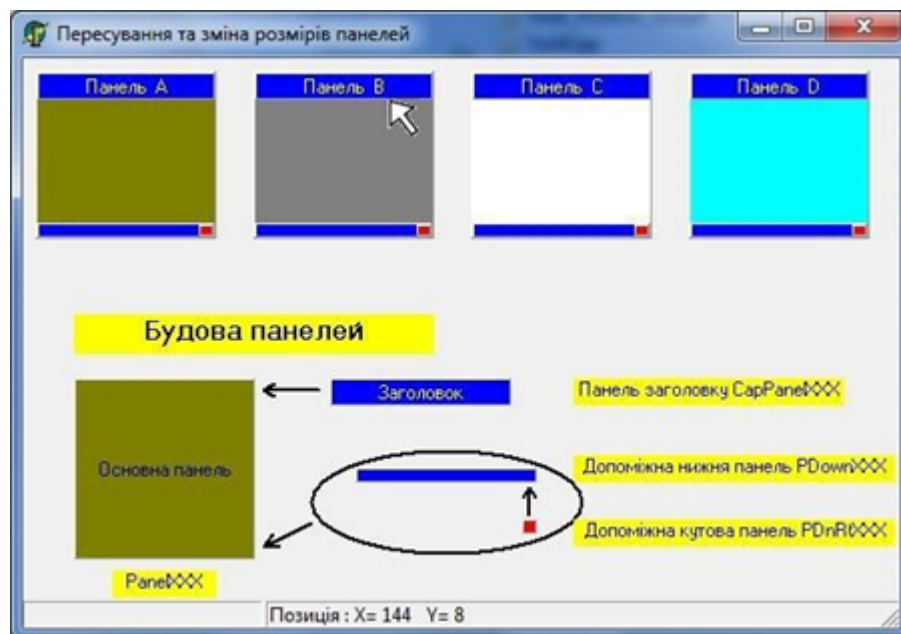 Пересування та зміна розмірів панелей
Панель A
Панель B
Панель C
Панель D
Будова панелей
Заголовок
Панель заголовку CapPanelXXX
Основна панель
Допоміжна нижня панель PDownXXX
Допоміжна кутова панель PDnRtXXX
PanelXXX
Позиція : X= 144 Y= 8